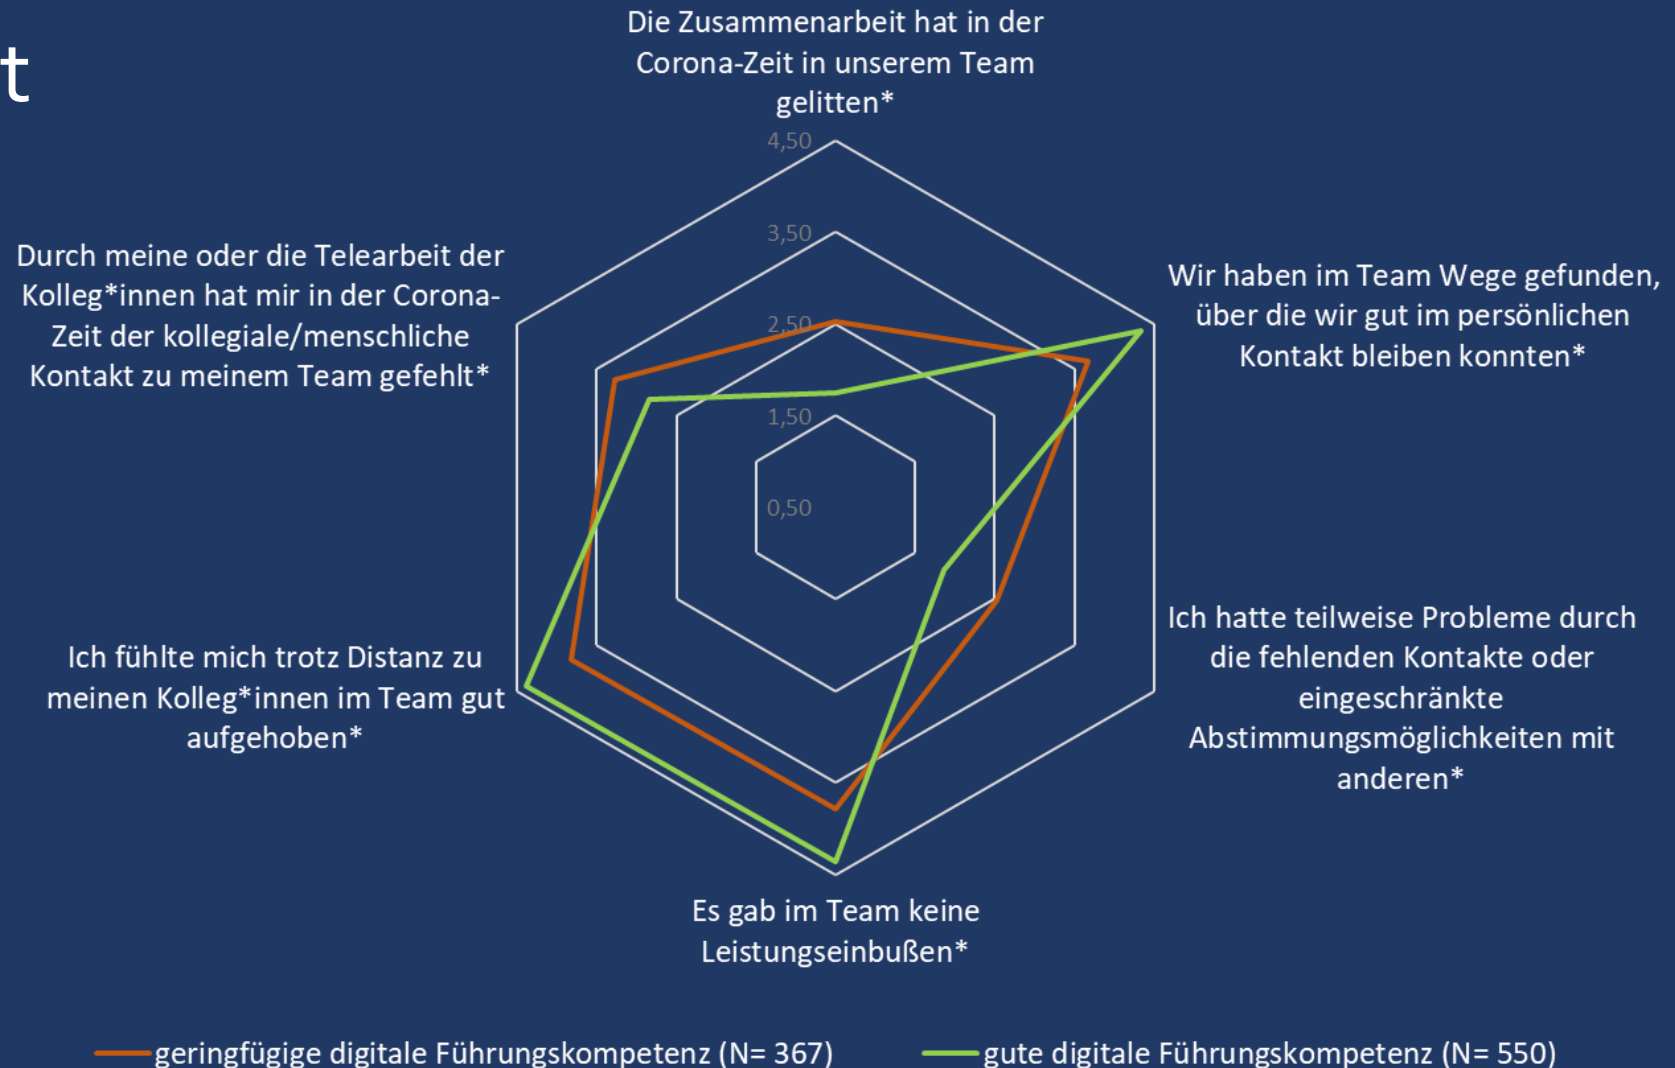 t
Die Zusammenarbeit hat in der
Corona-Zeit in unserem Team
gelitten*
4,50
3,50
2,50
1,50
0,50
Wir haben im Team Wege gefunden,
über die wir gut im persönlichen
Kontakt bleiben konnten*
Ich hatte teilweise Probleme durch
die fehlenden Kontakte oder
eingeschränkte
Abstimmungsmöglichkeiten mit
anderen*
Es gab im Team keine
Leistungseinbußen*
Ich fühlte mich trotz Distanz zu
meinen Kolleg*innen im Team gut
aufgehoben*
Durch meine oder die Telearbeit der
Kolleg*innen hat mir in der Corona-
Zeit der kollegiale/menschliche
Kontakt zu meinem Team gefehlt*
geringfügige digitale Führungskompetenz (N= 367)
gute digitale Führungskompetenz (N= 550)